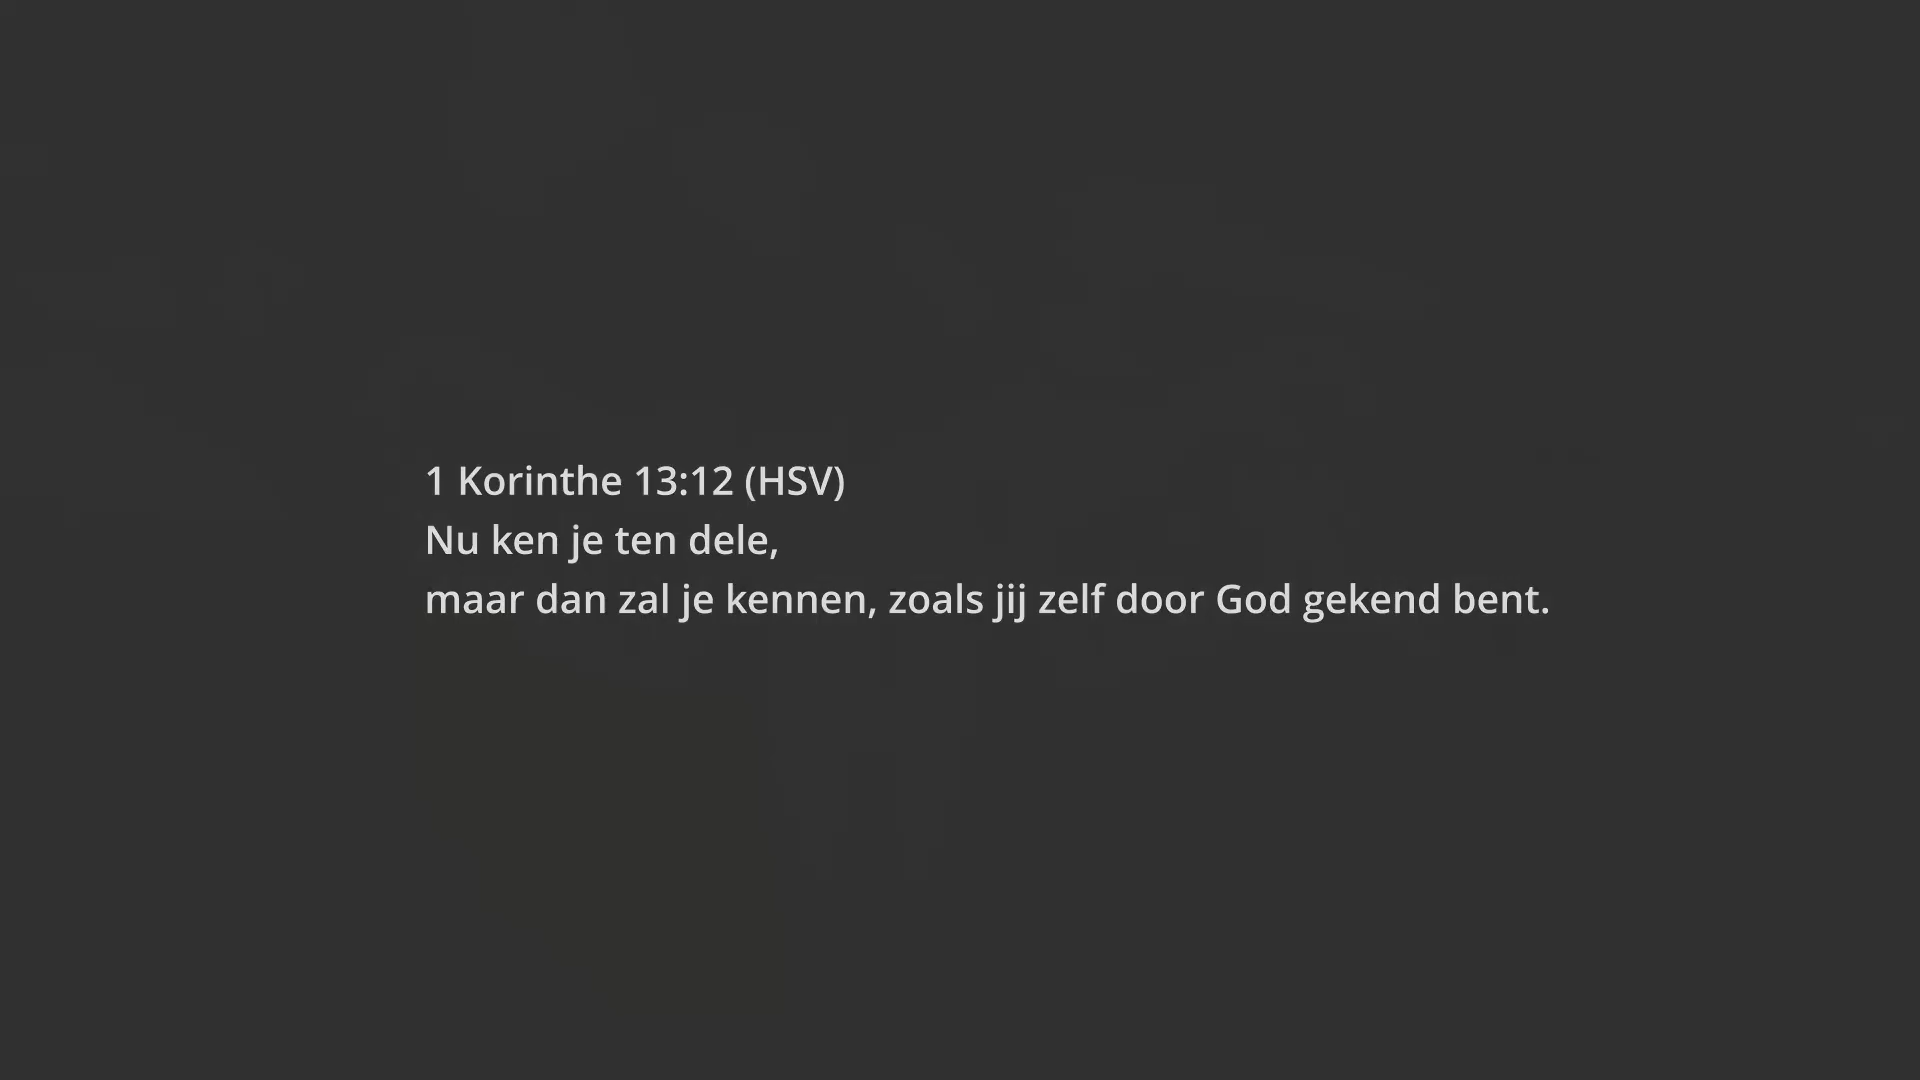 1 Korinthe 13:12 (HSV)
Nu ken je ten dele,
maar dan zal je kennen, zoals jij zelf door God gekend bent.